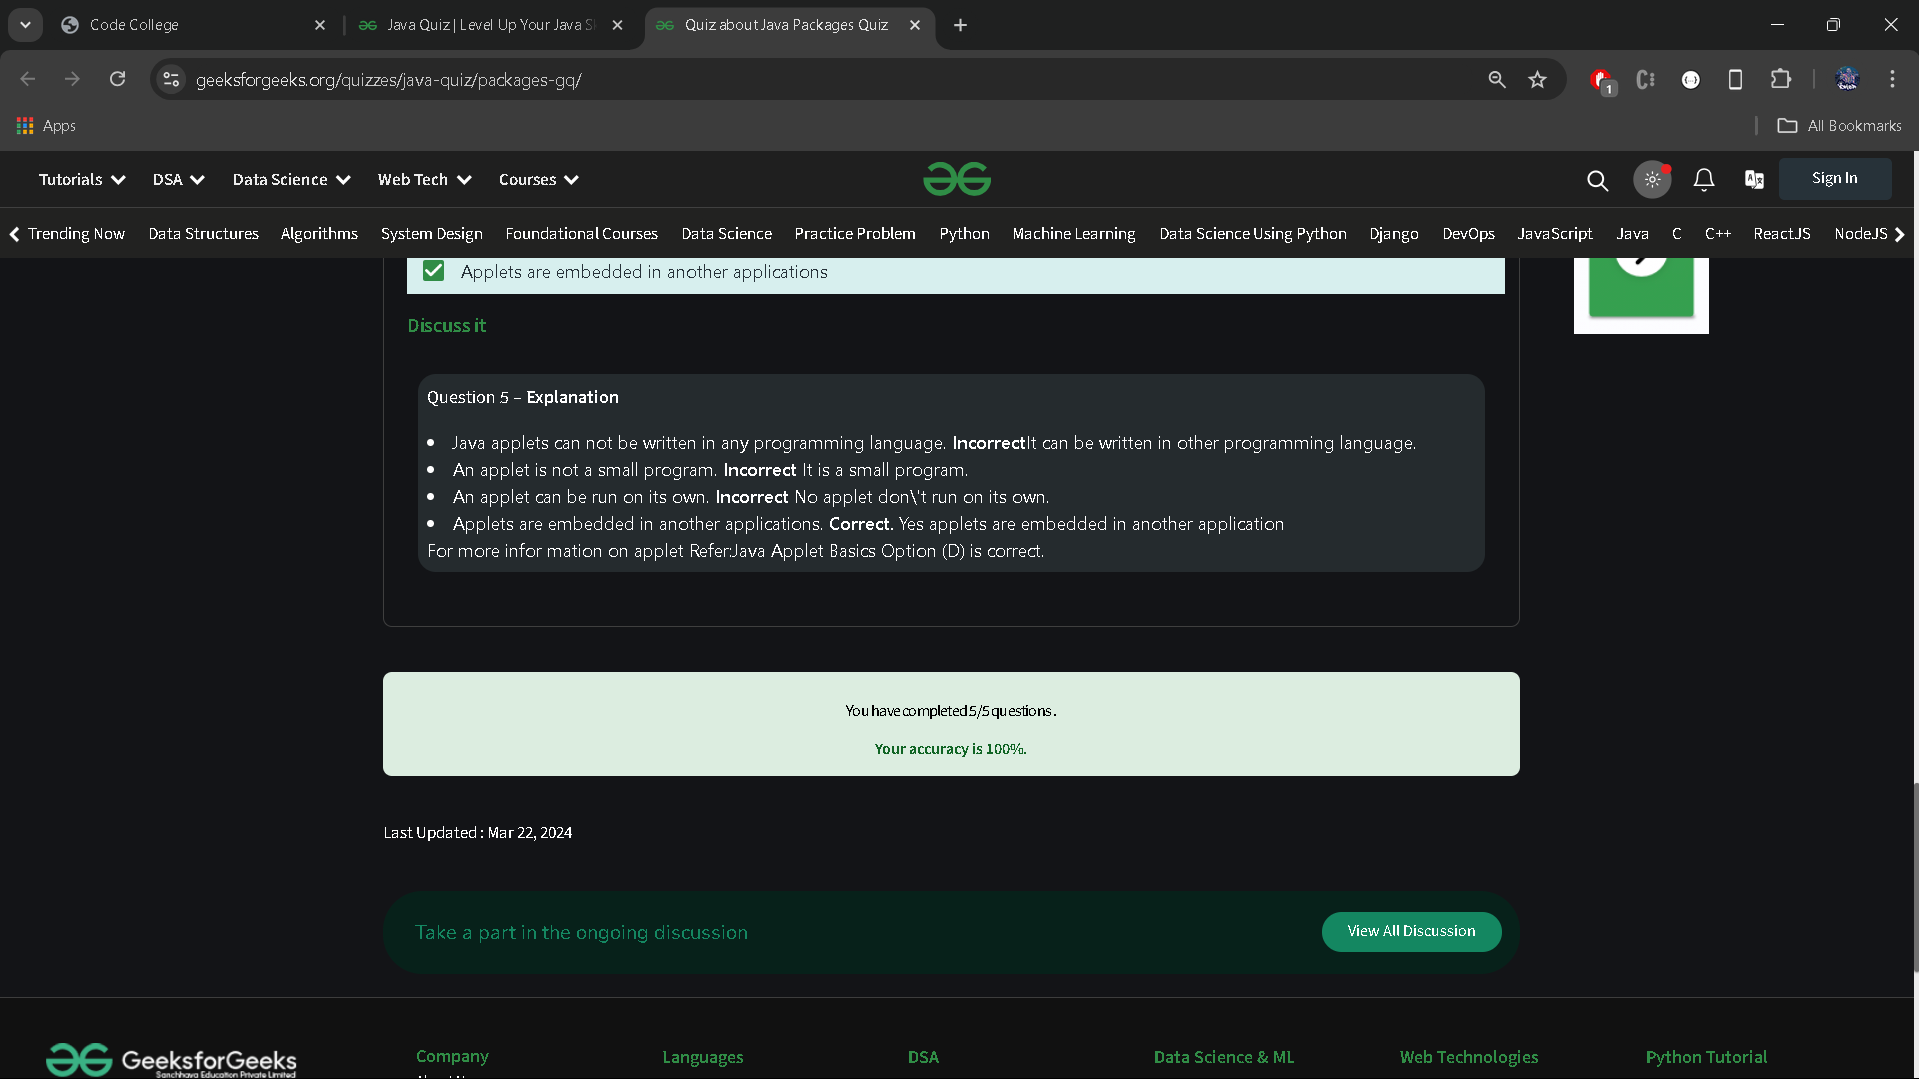 Code College
Java Quiz | Level Up Your Java S
Quiz about Java Packages Quiz
geeksforgeeks.org/quizzes/java-quiz/packages-gq/
1
Apps
All Bookmarks
Tutorials DSA Data Science Web Tech Courses
Sign In
Trending Now Data Structures Algorithms System Design Foundational Courses Data Science Practice Problem Python Machine Learning Data Science Using Python Django DevOps JavaScript Java C C++ ReactJS NodeJS
Applets are embedded in another applications
Discuss it
Question 5 – Explanation
• Java applets can not be written in any programming language. IncorrectIt can be written in other programming language.
• An applet is not a small program. Incorrect It is a small program.
• An applet can be run on its own. Incorrect No applet don\'t run on its own.
• Applets are embedded in another applications. Correct. Yes applets are embedded in another application
For more infor mation on applet Refer:Java Applet Basics Option (D) is correct.
You have completed 5/5 questions .
Your accuracy is 100%.
Last Updated : Mar 22, 2024
Take a part in the ongoing discussion
View All Discussion
GeeksforGeeks
Sanchhaya Education Private Limited
Company
Languages
DSA
Data Science & ML
Web Technologies
Python Tutorial